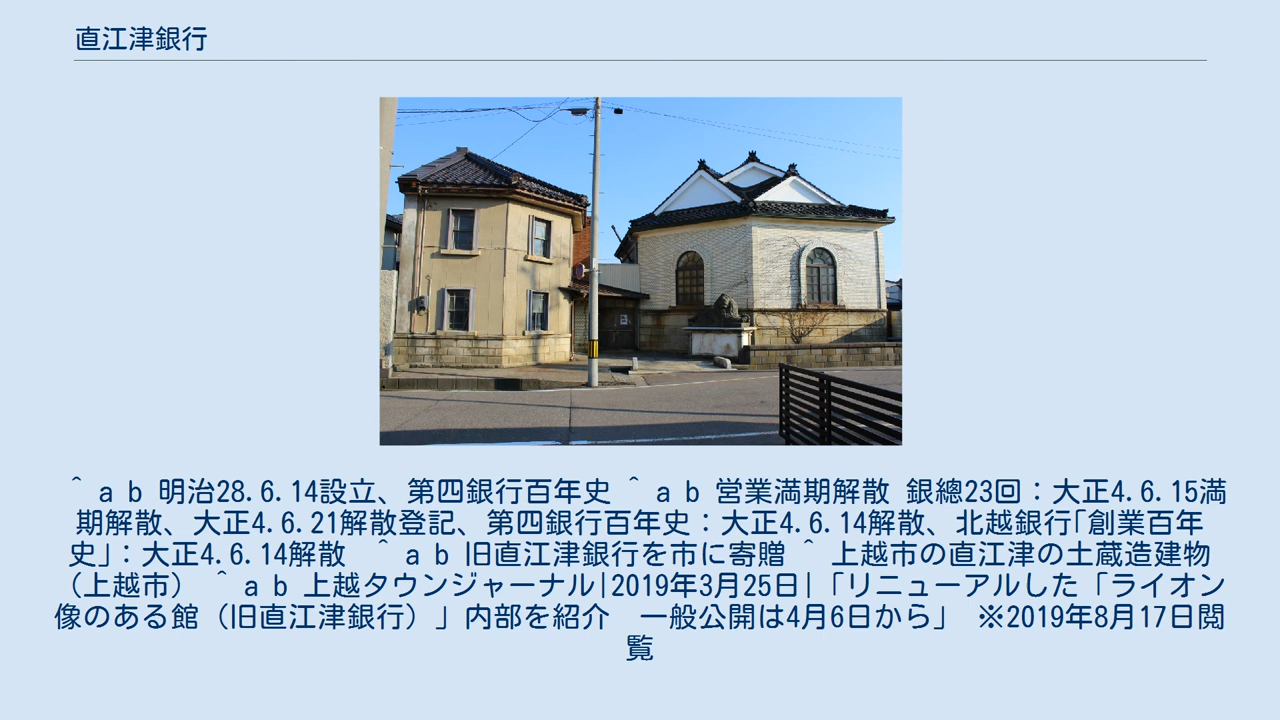 直江津銀行
^ a b 明治28.6.14設立、第四銀行百年史 ^ a b 営業満期解散 銀總23回：大正4.6.15満
期解散、大正4.6.21解散登記、第四銀行百年史：大正4.6.14解散、北越銀行｢創業百年
史｣：大正4.6.14解散　^ a b 旧直江津銀行を市に寄贈 ^ 上越市の直江津の土蔵造建物
（上越市） ^ a b 上越タウンジャーナル|2019年3月25日|「リニューアルした「ライオン
像のある館（旧直江津銀行）」内部を紹介　一般公開は4月6日から」 ※2019年8月17日閲
覧